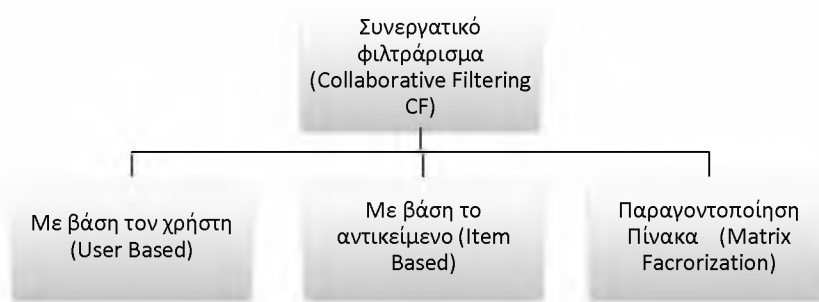 Συνεργατικό
φιλτράρισμα
(Collaborative Filtering
CF)
Με βάση τον χρήστη
(User Based)
Με βάση το
αντικείμενο (Item
Based)
Παραγοντοποίηση
Πίνακα (Matrix
Facrorization)